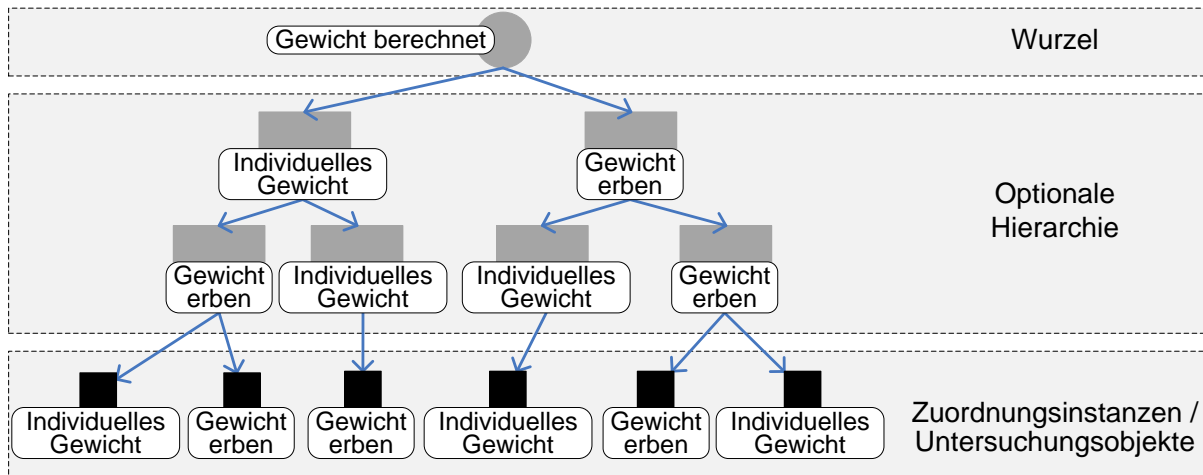 Gewicht berechnet
Wurzel
Individuelles
Gewicht
Gewicht
erben
Optionale
Hierarchie
Gewicht
erben
Individuelles
Gewicht
Individuelles
Gewicht
Gewicht
erben
Individuelles
Gewicht
Gewicht
erben
Gewicht
erben
Individuelles
Gewicht
Gewicht
erben
Individuelles
Gewicht
Zuordnungsinstanzen /
Untersuchungsobjekte